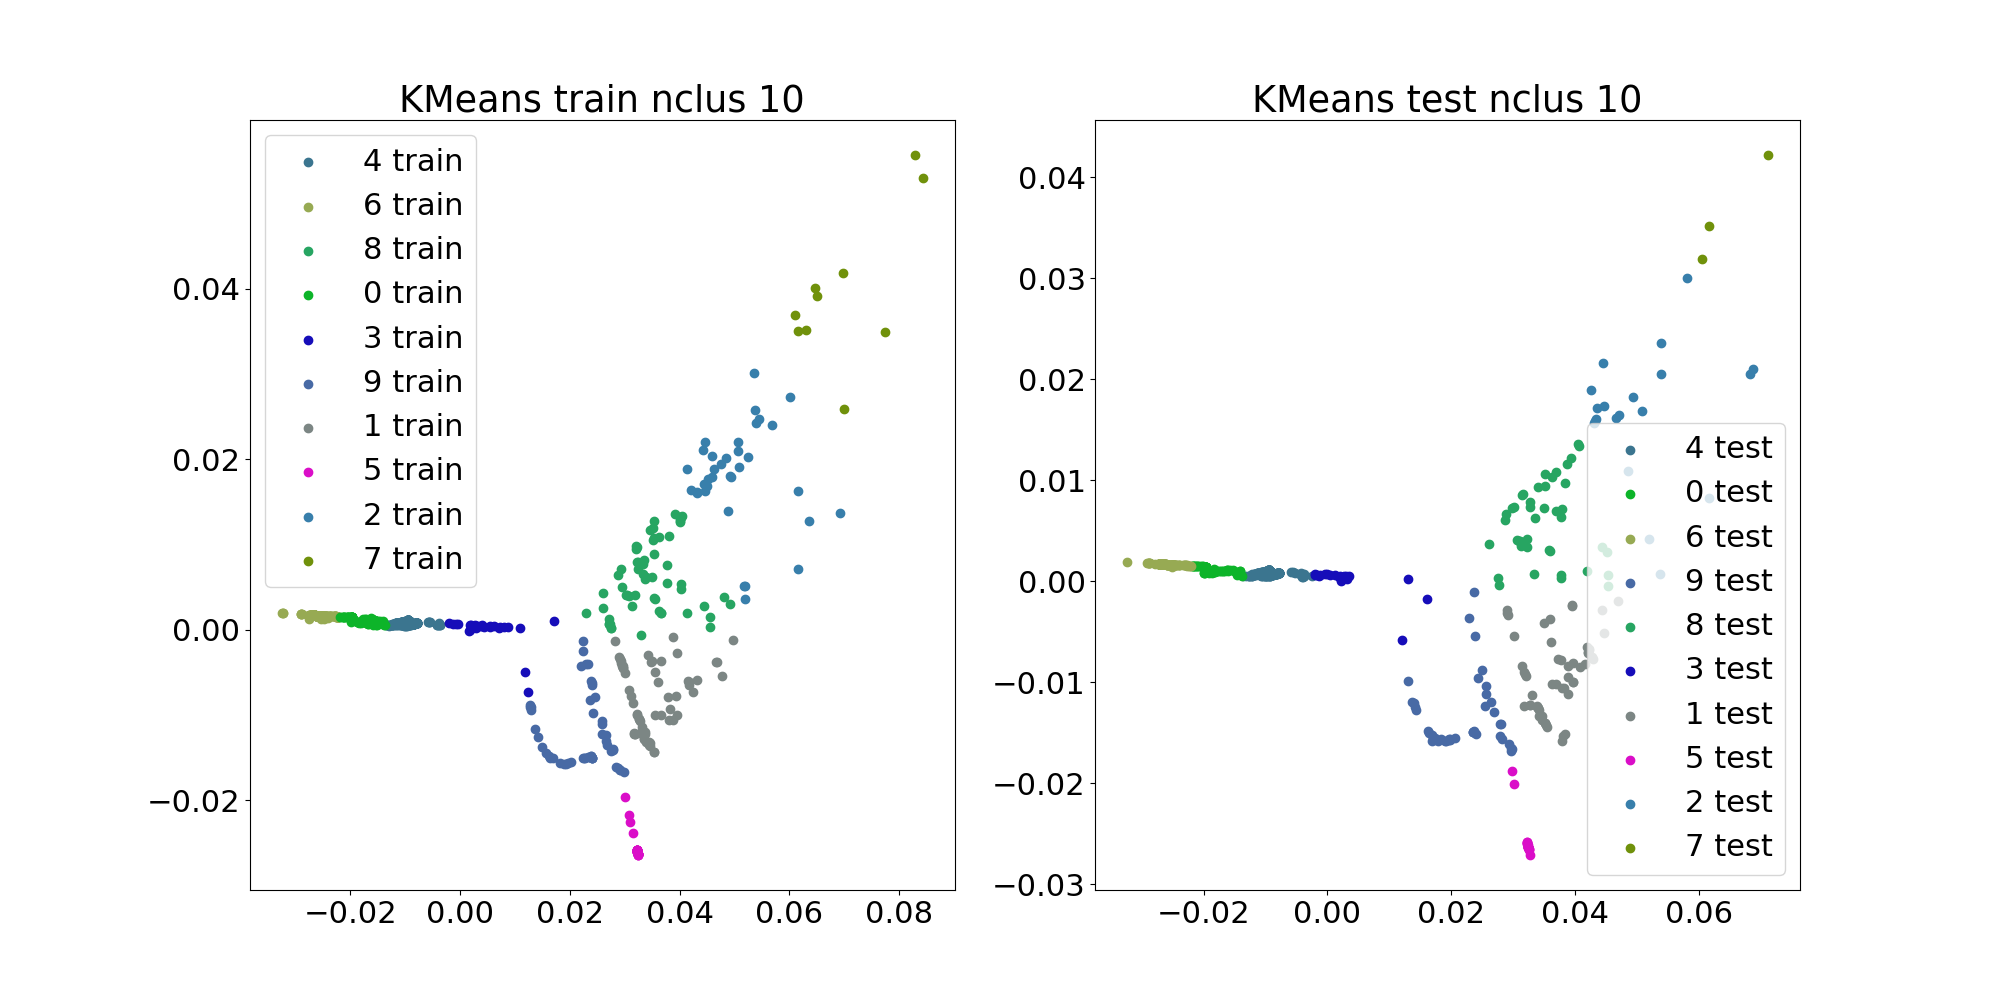 KMeans train nclus 10
4 train
6 train
8 train
0 train
3 train
9 train
1 train
5 train
2 train
7 train
0.04
0.02
0.00
−0.02
−0.02 0.00 0.02 0.04 0.06 0.08
KMeans test nclus 10
0.04
0.03
0.02
0.01
0.00
−0.01
−0.02
−0.03
4 test
0 test
6 test
9 test
8 test
3 test
1 test
5 test
2 test
7 test
−0.02 0.00 0.02 0.04 0.06